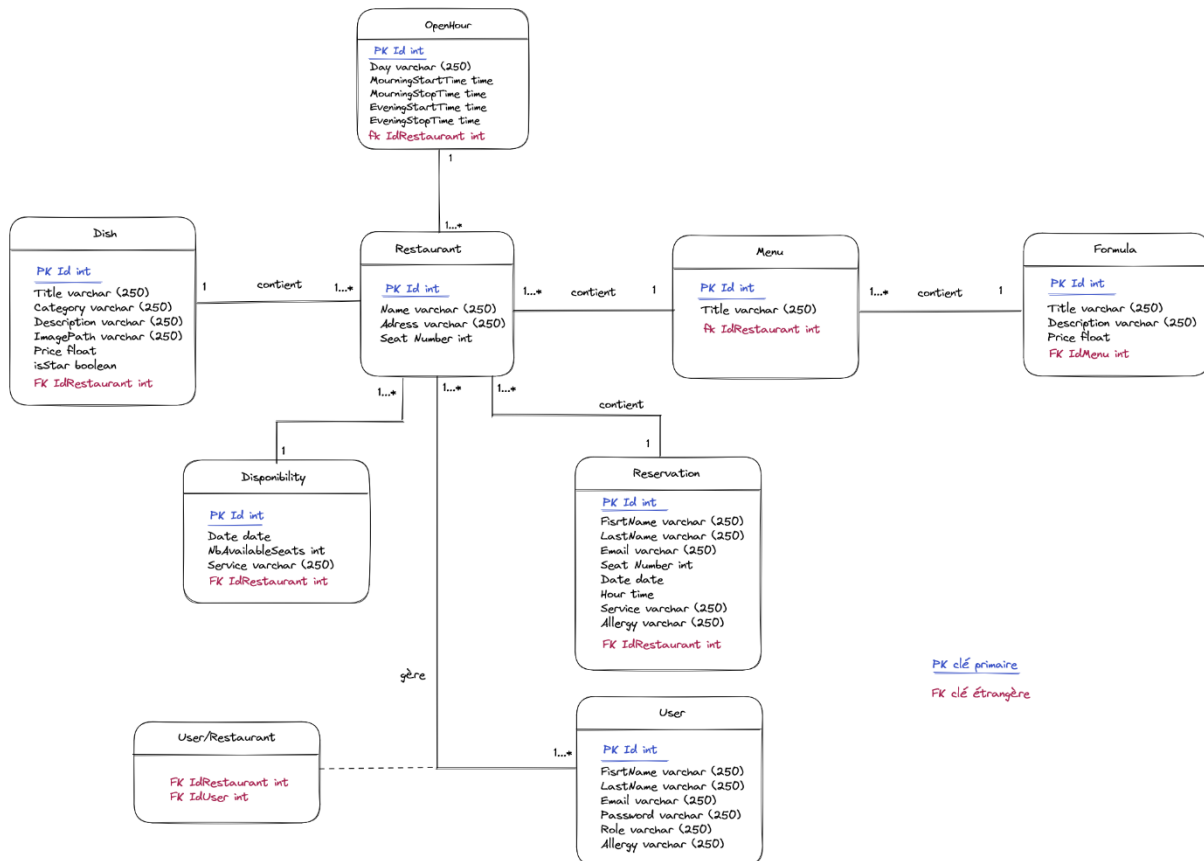 OpenHour
PK Id int
Day varchar (250)
MourningStartTime time
MourningStopTime time
EveningStartTime time
EveningStopTime time
fk IdRestaurant int
1
1...*
Dish
PK Id int
Title varchar (250)
Category varchar (250)
Description varchar (250)
ImagePath varchar (250)
Price float
isStar boolean
FK IdRestaurant int
1
contient
1...*
Restaurant
PK Id int
Name varchar (250)
Adress varchar (250)
Seat Number int
1...*
contient
1
Menu
PK Id int
Title varchar (250)
fk IdRestaurant int
1...*
contient
1
Formula
PK Id int
Title varchar (250)
Description varchar (250)
Price float
FK IdMenu int
1...*
1...*
1...*
contient
1
1
Disponibility
PK Id int
Date date
NbAvailableSeats int
Service varchar (250)
FK IdRestaurant int
Reservation
PK Id int
FisrtName varchar (250)
LastName varchar (250)
Email varchar (250)
Seat Number int
Date date
Hour time
Service varchar (250)
Allergy varchar (250)
FK IdRestaurant int
PK clé primaire
FK clé étrangère
gère
User/Restaurant
FK IdRestaurant int
FK IdUser int
1...*
User
PK Id int
FisrtName varchar (250)
LastName varchar (250)
Email varchar (250)
Password varchar (250)
Role varchar (250)
Allergy varchar (250)